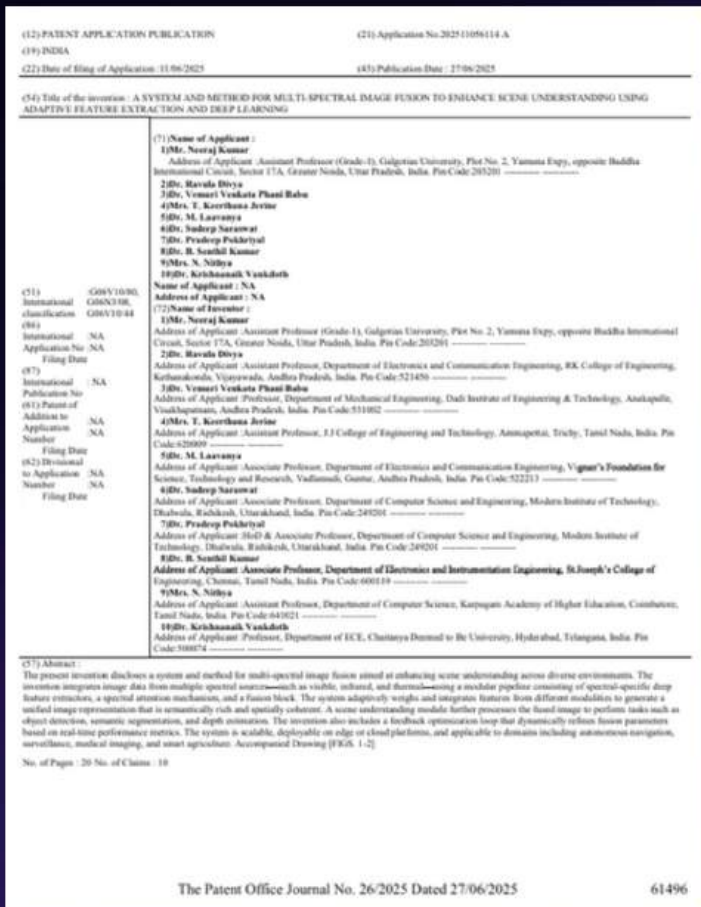 (12) PATENT APPLICATION PUBLICATION
(21) Application No.202511056114 A
(19) INDIA
(22) Date of filing of Application :11/06/2025
(43) Publication Date : 27/06/2025
(54) Title of the invention : A SYSTEM AND METHOD FOR MULTI-SPECTRAL IMAGE FUSION TO ENHANCE SCENE UNDERSTANDING USING
ADAPTIVE FEATURE EXTRACTION AND DEEP LEARNING
(51)
International
classification
:G06V10/80,
G06N3/08,
G06V10/44
(86)
International
Application No
Filing Date
:NA
:NA
(87)
International
Publication No
: NA
(61) Patent of
Addition to
Application
Number
Filing Date
:NA
:NA
(62) Divisional
to Application
Number
Filing Date
:NA
:NA
(71)Name of Applicant :
1)Mr. Neeraj Kumar
Address of Applicant :Assistant Professor (Grade-1), Galgotias University, Plot No. 2, Yamuna Expy, opposite Buddha
International Circuit, Sector 17A, Greater Noida, Uttar Pradesh, India. Pin Code:203201 ----------- -----------
2)Dr. Ravula Divya
3)Dr. Vemuri Venkata Phani Babu
4)Mrs. T. Keerthana Jerine
5)Dr. M. Laavanya
6)Dr. Sudeep Saraswat
7)Dr. Pradeep Pokhriyal
8)Dr. B. Senthil Kumar
9)Mrs. N. Nithya
10)Dr. Krishnanaik Vankdoth
Name of Applicant : NA
Address of Applicant : NA
(72)Name of Inventor :
1)Mr. Neeraj Kumar
Address of Applicant :Assistant Professor (Grade-1), Galgotias University, Plot No. 2, Yamuna Expy, opposite Buddha International
Circuit, Sector 17A, Greater Noida, Uttar Pradesh, India. Pin Code:203201 ----------- -----------
2)Dr. Ravula Divya
Address of Applicant :Assistant Professor, Department of Electronics and Communication Engineering, RK College of Engineering,
Kethanakonda, Vijayawada, Andhra Pradesh, India. Pin Code:521456 ----------- -----------
3)Dr. Vemuri Venkata Phani Babu
Address of Applicant :Professor, Department of Mechanical Engineering, Dadi Institute of Engineering & Technology, Anakapalle,
Visakhapatnam, Andhra Pradesh, India. Pin Code:531002 ----------- -----------
4)Mrs. T. Keerthana Jerine
Address of Applicant :Assistant Professor, J.J College of Engineering and Technology, Ammapettai, Trichy, Tamil Nadu, India. Pin
Code:620009 ----------- -----------
5)Dr. M. Laavanya
Address of Applicant :Associate Professor, Department of Electronics and Communication Engineering, Vignan's Foundation for
Science, Technology and Research, Vadlamudi, Guntur, Andhra Pradesh, India. Pin Code:522213 ----------- -----------
6)Dr. Sudeep Saraswat
Address of Applicant :Associate Professor, Department of Computer Science and Engineering, Modern Institute of Technology,
Dhalwala, Rishikesh, Uttarakhand, India. Pin Code:249201 ----------- -----------
7)Dr. Pradeep Pokhriyal
Address of Applicant :HoD & Associate Professor, Department of Computer Science and Engineering, Modern Institute of
Technology, Dhalwala, Rishikesh, Uttarakhand, India. Pin Code:249201 ----------- -----------
8)Dr. B. Senthil Kumar
Address of Applicant :Associate Professor, Department of Electronics and Instrumentation Engineering, St.Joseph's College of
Engineering, Chennai, Tamil Nadu, India. Pin Code:600119 ----------- -----------
9)Mrs. N. Nithya
Address of Applicant :Assistant Professor, Department of Computer Science, Karpagam Academy of Higher Education, Coimbatore,
Tamil Nadu, India. Pin Code:641021 ----------- -----------
10)Dr. Krishnanaik Vankdoth
Address of Applicant :Professor, Department of ECE, Chaitanya Deemed to Be University, Hyderabad, Telangana, India. Pin
Code:500074 ----------- -----------
(57) Abstract :
The present invention discloses a system and method for multi-spectral image fusion aimed at enhancing scene understanding across diverse environments. The
invention integrates image data from multiple spectral sources—such as visible, infrared, and thermal—using a modular pipeline consisting of spectral-specific deep
feature extractors, a spectral attention mechanism, and a fusion block. The system adaptively weighs and integrates features from different modalities to generate a
unified image representation that is semantically rich and spatially coherent. A scene understanding module further processes the fused image to perform tasks such as
object detection, semantic segmentation, and depth estimation. The invention also includes a feedback optimization loop that dynamically refines fusion parameters
based on real-time performance metrics. The system is scalable, deployable on edge or cloud platforms, and applicable to domains including autonomous navigation,
surveillance, medical imaging, and smart agriculture. Accompanied Drawing [FIGS. 1-2]
No. of Pages : 20 No. of Claims : 10
The Patent Office Journal No. 26/2025 Dated 27/06/2025
61496